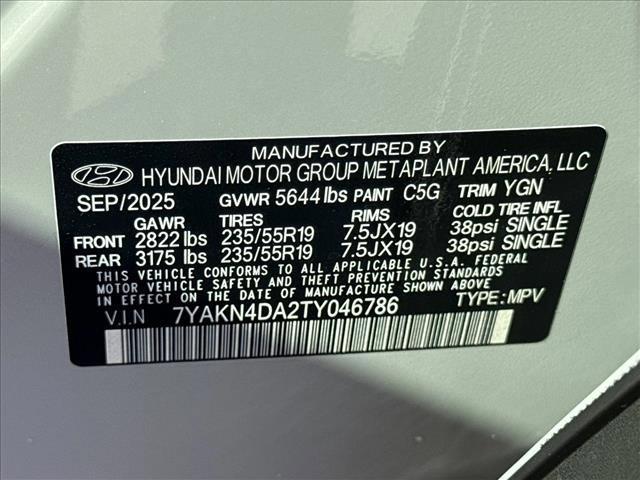 MANUFACTURED BY
HYUNDAI MOTOR GROUP METAPLANT AMERICA, LLC
SEP/2025 GVWR 5644 lbs PAINT C5G TRIM YGN
GAWR TIRES RIMS COLD TIRE INFL
FRONT 2822 lbs 235/55R19 7.5JX19 38psi SINGLE
REAR 3175 lbs 235/55R19 7.5JX19 38psi SINGLE
THIS VEHICLE CONFORMS TO ALL APPLICABLE U.S.A. FEDERAL
MOTOR VEHICLE SAFETY AND THEFT PREVENTION STANDARDS
IN EFFECT ON THE DATE OF MANUFACTURE SHOWN ABOVE.
V.I.N 7YAKN4DA2TY046786 TYPE: MPV